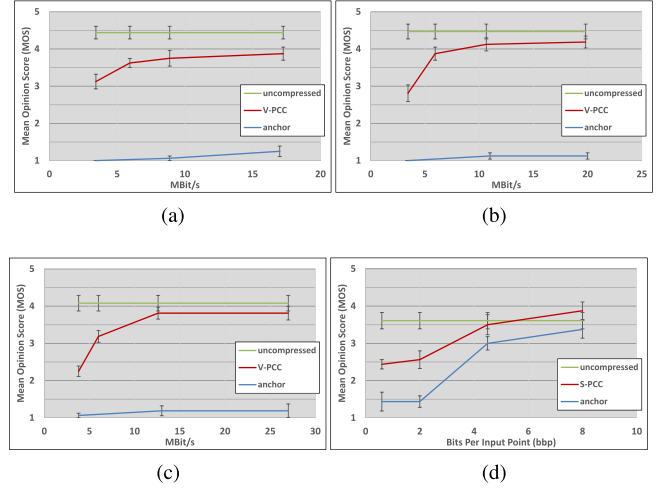 5
4
3
2
1
Mean Opinion Score (MOS)
uncompressed
V-PCC
anchor
0 5 10 15 20
MBit/s
(a)
5
4
3
2
1
Mean Opinion Score (MOS)
uncompressed
V-PCC
anchor
0 5 10 15 20 25
MBit/s
(b)
5
4
3
2
1
Mean Opinion Score (MOS)
uncompressed
V-PCC
anchor
0 5 10 15 20 25 30
MBit/s
(c)
5
4
3
2
1
Mean Opinion Score (MOS)
uncompressed
S-PCC
anchor
0 2 4 6 8 10
Bits Per Input Point (bbp)
(d)